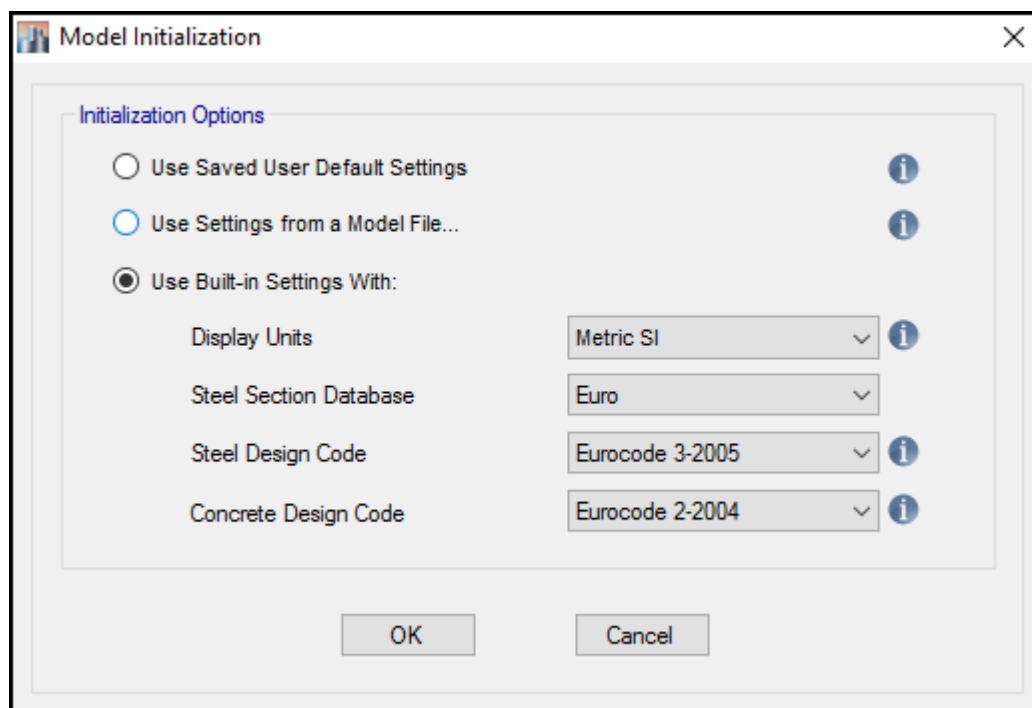 Model Initialization
Initialization Options
Use Saved User Default Settings
Use Settings from a Model File...
Use Built-in Settings With:
Display Units Metric SI
Steel Section Database Euro
Steel Design Code Eurocode 3-2005
Concrete Design Code Eurocode 2-2004
OK Cancel